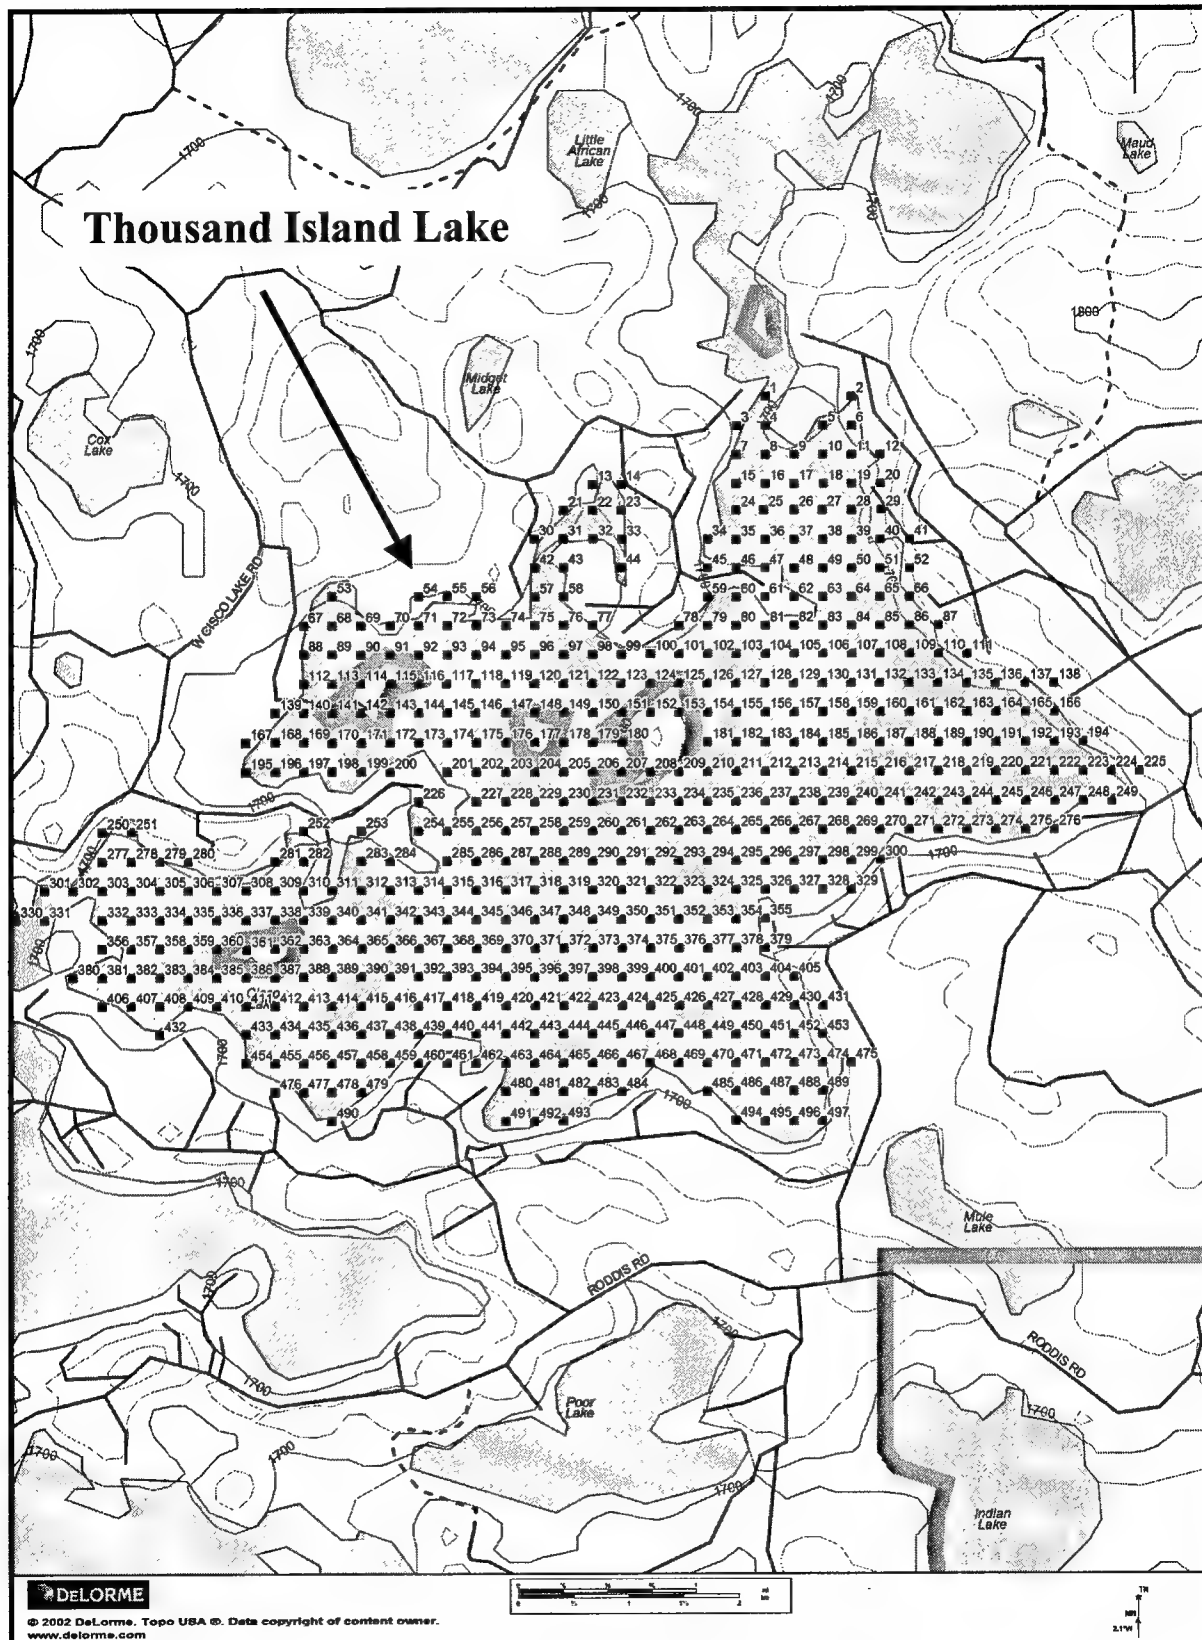 1700
Little
African
Lake
1700
1700
Maud
Lake
1700
1700
Thousand Island Lake
1700
1800
Midget
Lake
Cox
Lake
1700
1 2
3 4 5 6
7 8 9 10 11 12
13 14 15 16 17 18 19 20
21 22 23 24 25 26 27 28 29
30 31 32 33 34 35 36 37 38 39 40 41
42 43 44 45 46 47 48 49 50 51 52
W CISCO LAKE RD
53 54 55 56 57 58 59 60 61 62 63 64 65 66
67 68 69 70 71 72 73 74 75 76 77 78 79 80 81 82 83 84 85 86 87
88 89 90 91 92 93 94 95 96 97 98 99 100 101 102 103 104 105 106 107 108 109 110 111
112 113 114 115 116 117 118 119 120 121 122 123 124 125 126 127 128 129 130 131 132 133 134 135 136 137 138
139 140 141 142 143 144 145 146 147 148 149 150 151 152 153 154 155 156 157 158 159 160 161 162 163 164 165 166
167 168 169 170 171 172 173 174 175 176 177 178 179 180 181 182 183 184 185 186 187 188 189 190 191 192 193 194
195 196 197 198 199 200 201 202 203 204 205 206 207 208 209 210 211 212 213 214 215 216 217 218 219 220 221 222 223 224 225
1700
226 227 228 229 230 231 232 233 234 235 236 237 238 239 240 241 242 243 244 245 246 247 248 249
250 251 252 253 254 255 256 257 258 259 260 261 262 263 264 265 266 267 268 269 270 271 272 273 274 275 276
1700
277 278 279 280 281 282 283 284 285 286 287 288 289 290 291 292 293 294 295 296 297 298 299 300
1700
301 302 303 304 305 306 307 308 309 310 311 312 313 314 315 316 317 318 319 320 321 322 323 324 325 326 327 328 329
330 331 332 333 334 335 336 337 338 339 340 341 342 343 344 345 346 347 348 349 350 351 352 353 354 355
1700
356 357 358 359 360 361 362 363 364 365 366 367 368 369 370 371 372 373 374 375 376 377 378 379
380 381 382 383 384 385 386 387 388 389 390 391 392 393 394 395 396 397 398 399 400 401 402 403 404 405
406 407 408 409 410 411 412 413 414 415 416 417 418 419 420 421 422 423 424 425 426 427 428 429 430 431
432 433 434 435 436 437 438 439 440 441 442 443 444 445 446 447 448 449 450 451 452 453
1700
454 455 456 457 458 459 460 461 462 463 464 465 466 467 468 469 470 471 472 473 474 475
476 477 478 479 480 481 482 483 484 485 486 487 488 489
1700
490 491 492 493 494 495 496 497
1700
Mule
Lake
1700
RODDIS RD
1700
RODDIS RD
1700
Poor
Lake
1700
1700
1700
1700
Indian
Lake
DELORME
© 2002 DeLorme. Topo USA ®. Data copyright of content owner.
www.delorme.com
TN
MN
2.1°W